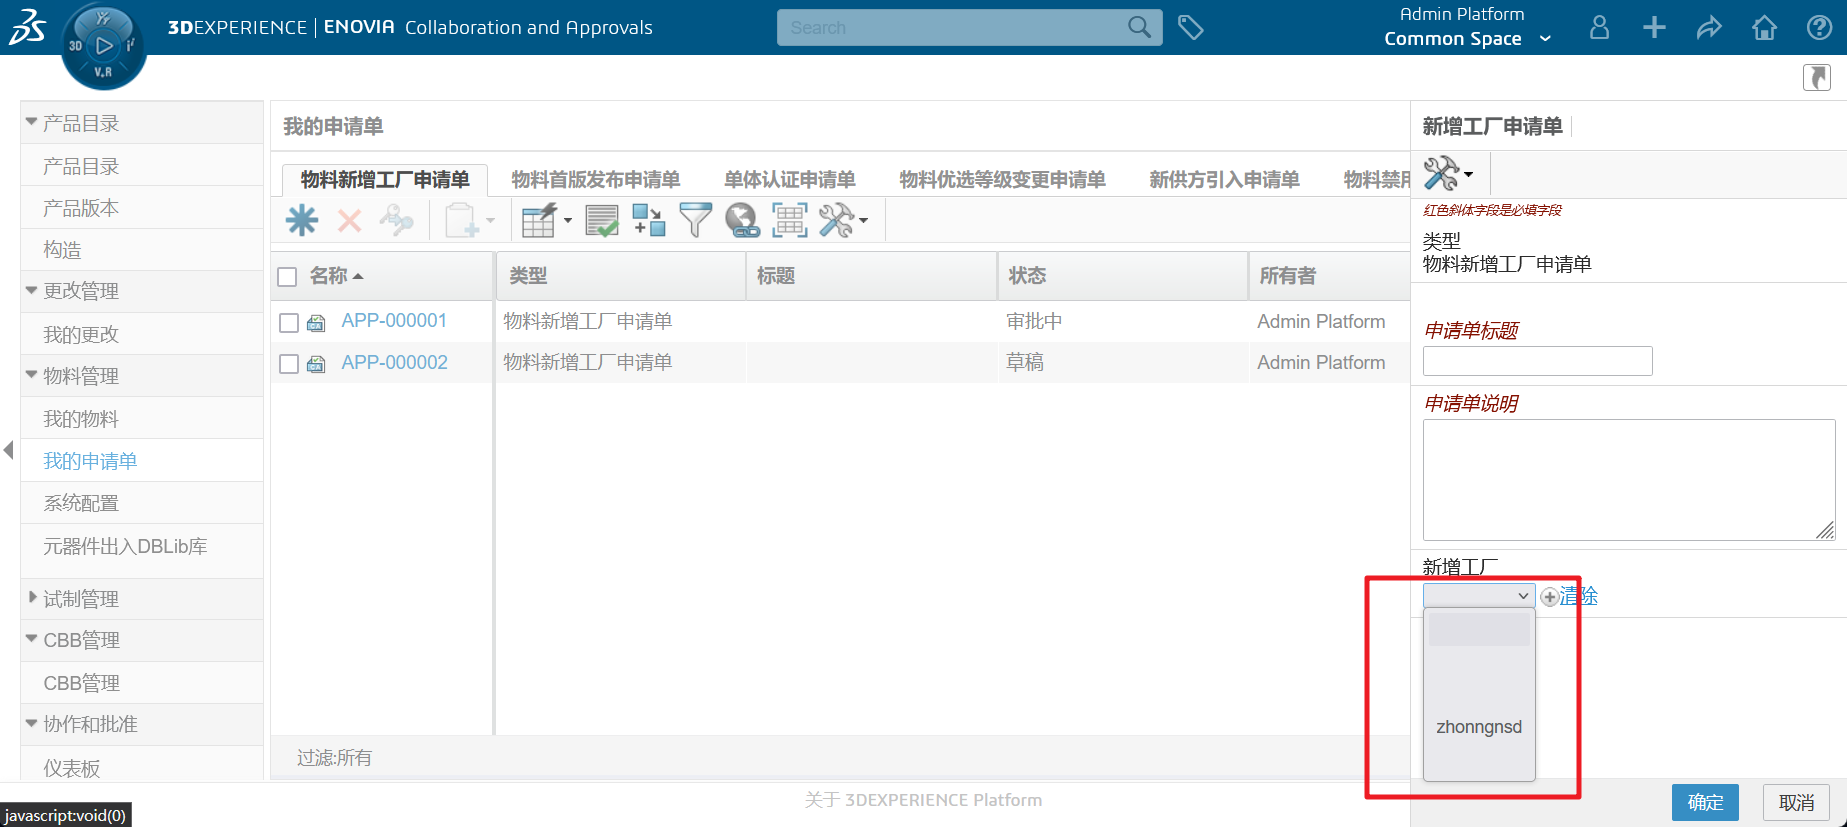 3DEXPERIENCE | ENOVIA Collaboration and Approvals
Search
Admin Platform
Common Space
3D
V.R
产品目录
产品目录
产品版本
构造
更改管理
我的更改
物料管理
我的物料
我的申请单
系统配置
元器件出入DBLib库
试制管理
CBB管理
CBB管理
协作和批准
仪表板
javascript:void(0)
我的申请单
物料新增工厂申请单 物料首版发布申请单 单体认证申请单 物料优选等级变更申请单 新供方引入申请单 物料禁用
名称 类型 标题 状态 所有者
APP-000001 物料新增工厂申请单 审批中 Admin Platform
APP-000002 物料新增工厂申请单 草稿 Admin Platform
过滤:所有
关于 3DEXPERIENCE Platform
新增工厂申请单
红色斜体字段是必填字段
类型
物料新增工厂申请单
申请单标题
申请单说明
新增工厂
清除
zhonngnsd
确定 取消